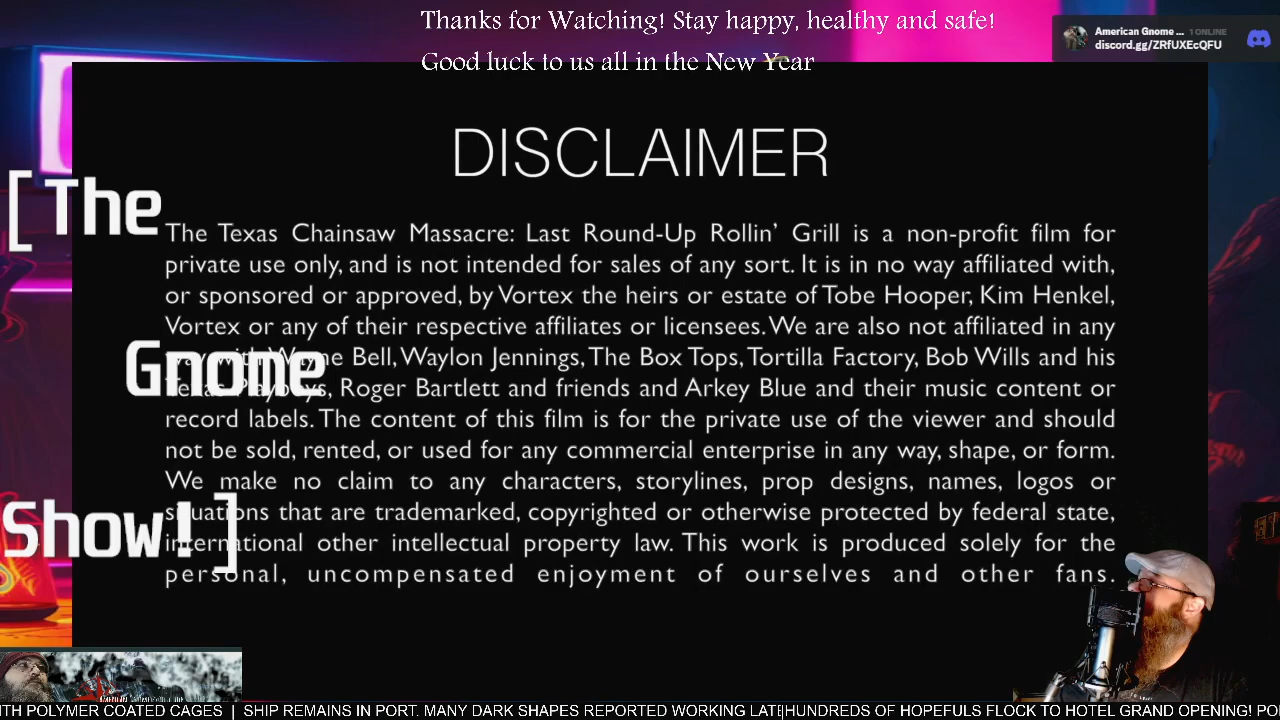 Thanks for Watching! Stay happy, healthy and safe!
Good luck to us all in the New Year
American Gnome ... 1 ONLINE
discord.gg/ZRfUXEcQFU
DISCLAIMER
[The
Gnome
Show!]
The Texas Chainsaw Massacre: Last Round-Up Rollin' Grill is a non-profit film for
private use only, and is not intended for sales of any sort. It is in no way affiliated with,
or sponsored or approved, by Vortex the heirs or estate of Tobe Hooper, Kim Henkel,
Vortex or any of their respective affiliates or licensees. We are also not affiliated in any
way with Wayne Bell, Waylon Jennings, The Box Tops, Tortilla Factory, Bob Wills and his
Texas Playboys, Roger Bartlett and friends and Arkey Blue and their music content or
record labels. The content of this film is for the private use of the viewer and should
not be sold, rented, or used for any commercial enterprise in any way, shape, or form.
We make no claim to any characters, storylines, prop designs, names, logos or
situations that are trademarked, copyrighted or otherwise protected by federal state,
international other intellectual property law. This work is produced solely for the
personal, uncompensated enjoyment of ourselves and other fans.
ITH POLYMER COATED CAGES | SHIP REMAINS IN PORT. MANY DARK SHAPES REPORTED WORKING LATE|HUNDREDS OF HOPEFULS FLOCK TO HOTEL GRAND OPENING! PO